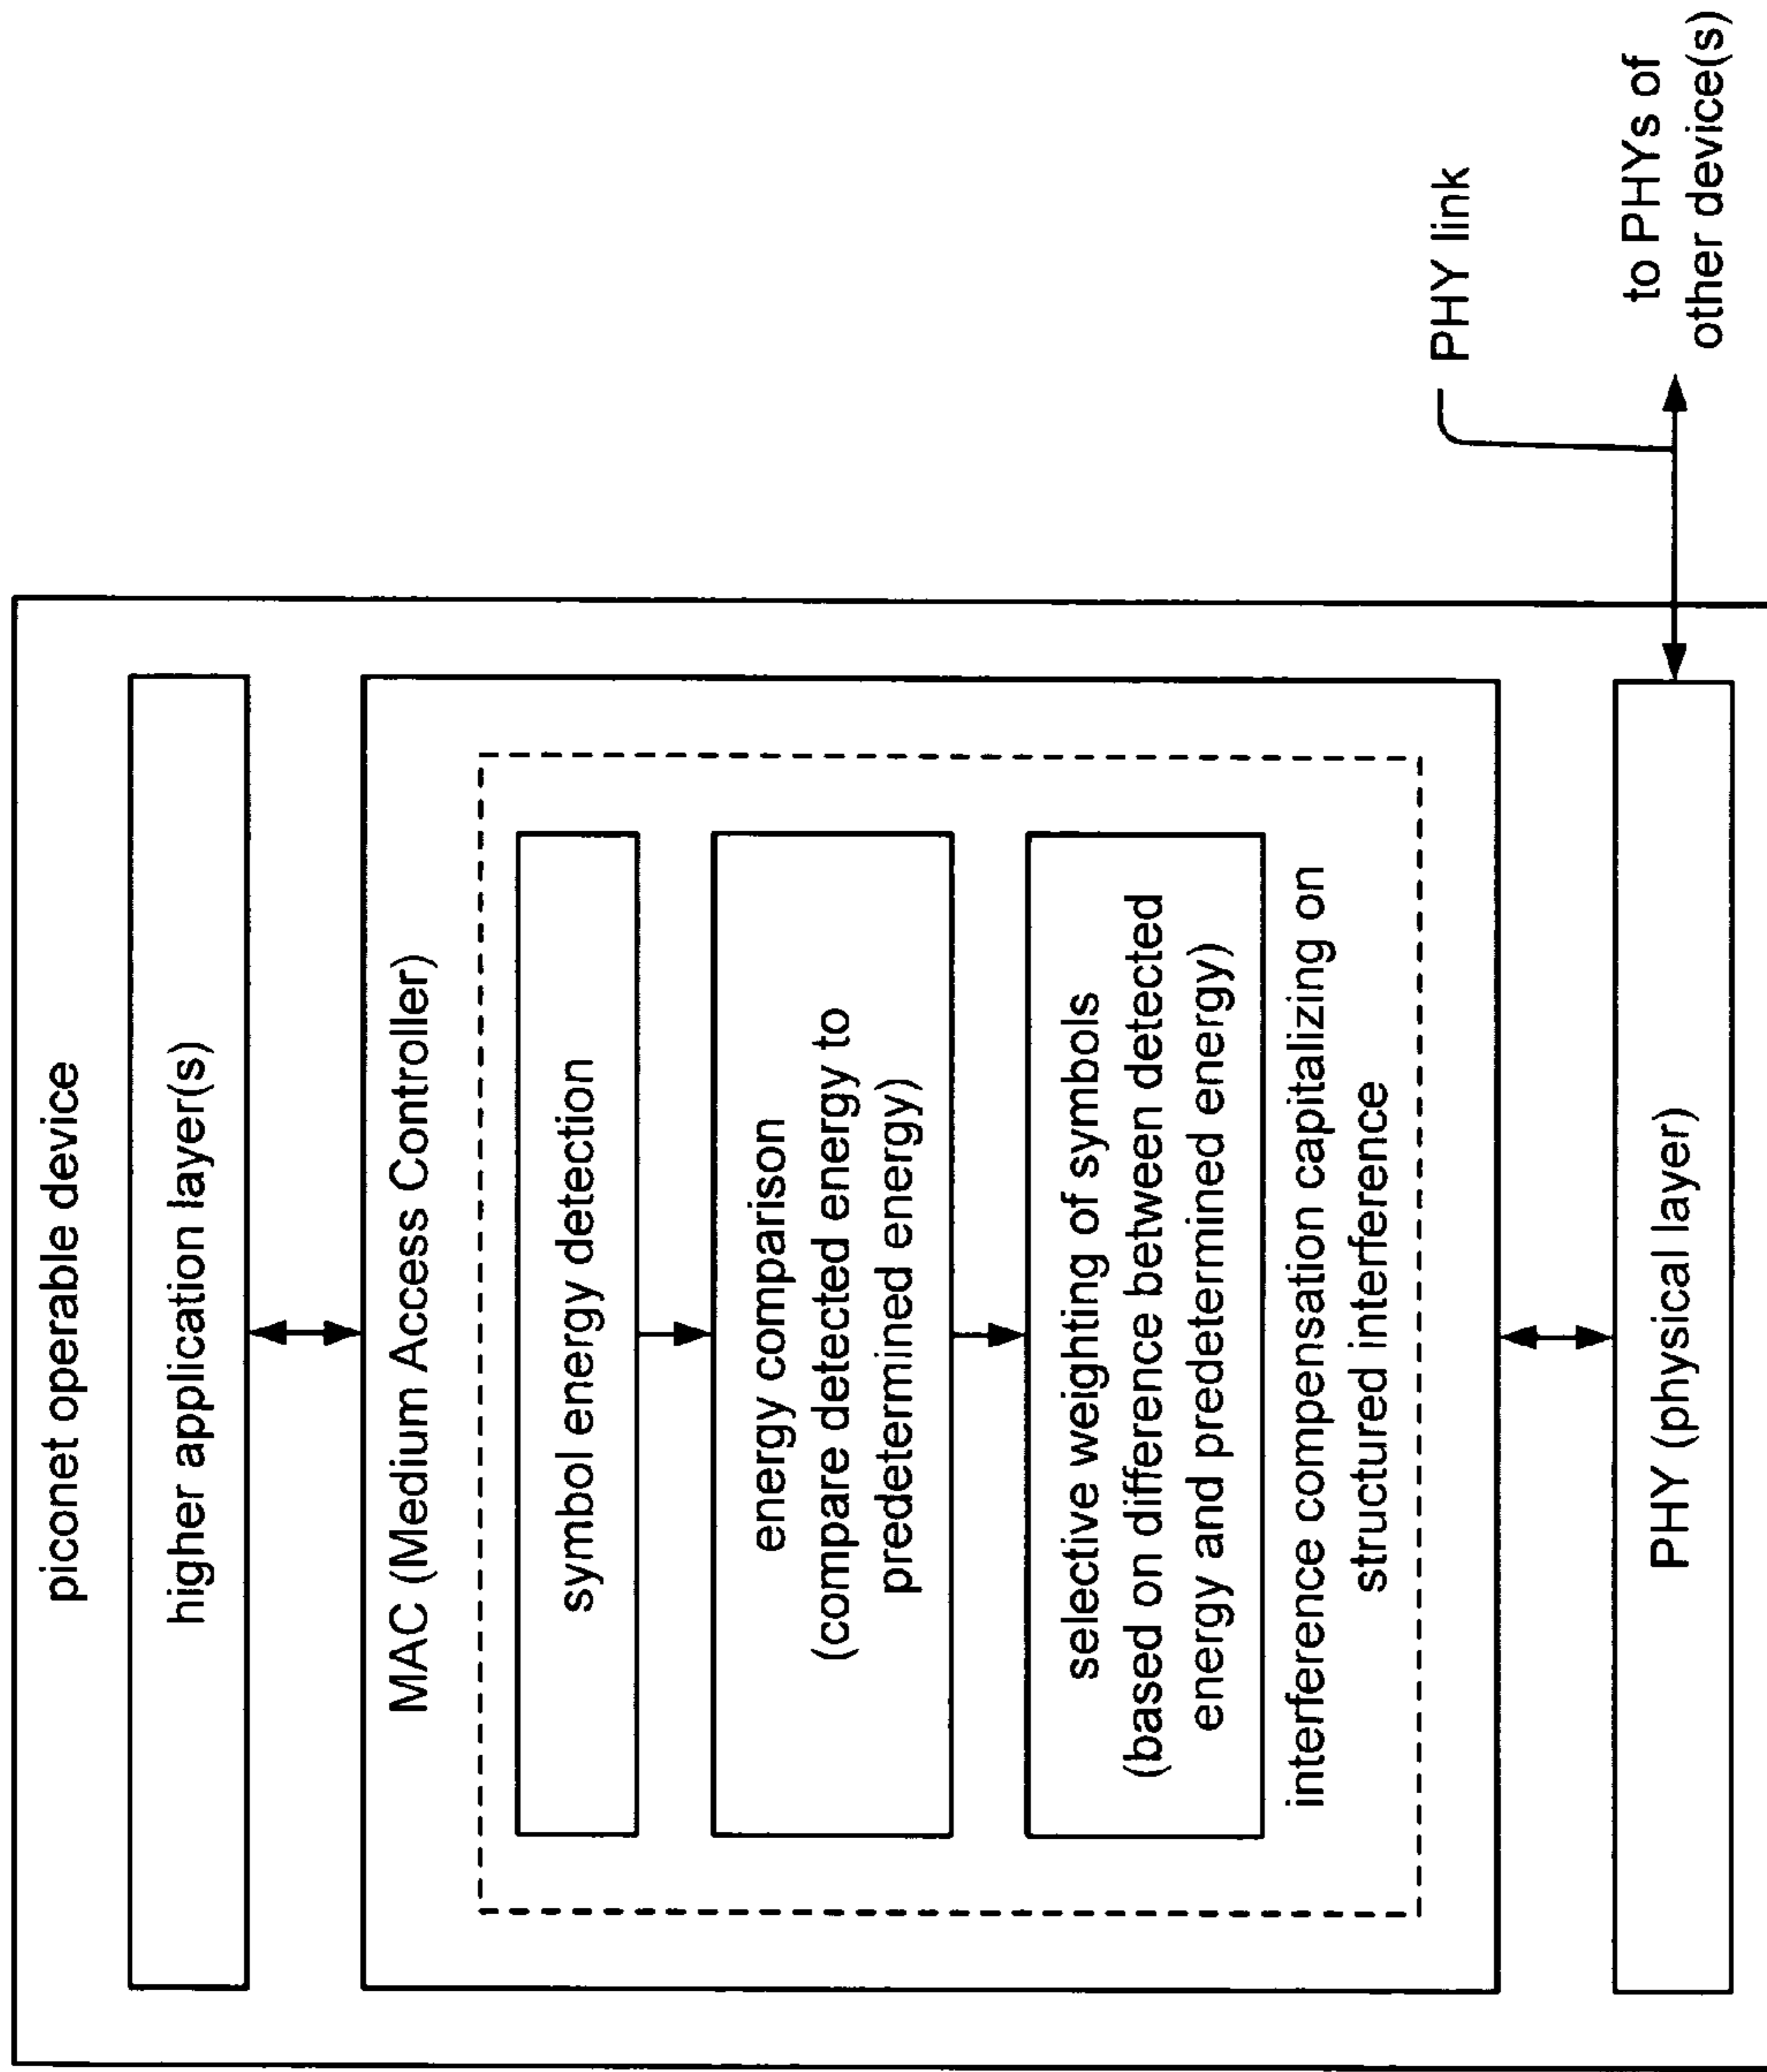 piconet operable device
higher application layer(s)
MAC (Medium Access Controller)
symbol energy detection
energy comparison
(compare detected energy to
predetermined energy)
selective weighting of symbols
(based on difference between detected
energy and predetermined energy)
interference compensation capitalizing on
structured interference
PHY (physical layer)
PHY link
to PHYs of
other device(s)